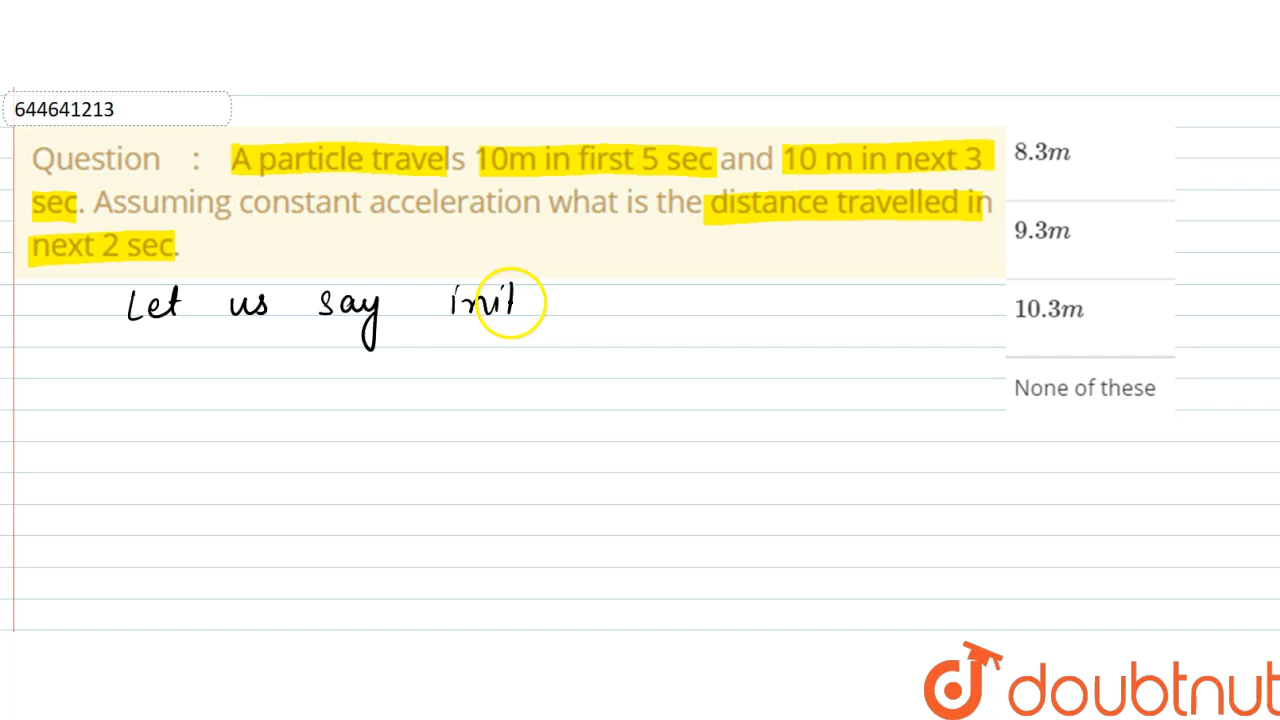 644641213
Question : A particle travels 10m in first 5 sec and 10 m in next 3
sec. Assuming constant acceleration what is the distance travelled in
next 2 sec.
8.3m
9.3m
10.3m
None of these
Let us say init
doubtnut